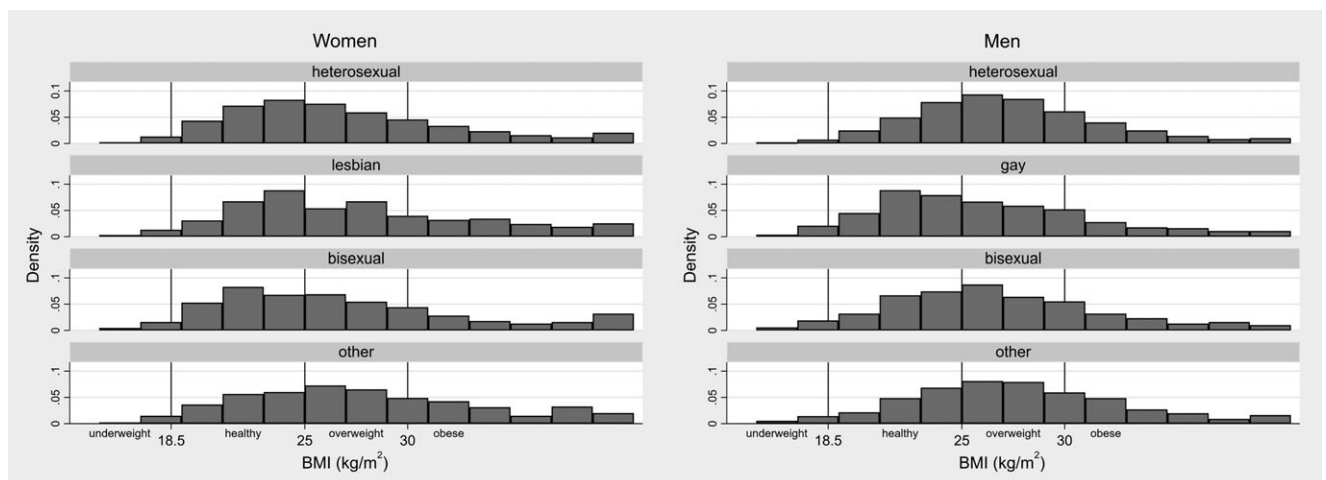 Women
heterosexual
0 .05 0.1
lesbian
0 .05 .1
bisexual
0 .05 .1
other
0 .05 .1
Density
underweight 18.5 healthy 25 overweight 30 obese
BMI (kg/m²)
Men
heterosexual
0 .05 0.1
gay
0 .05 .1
bisexual
0 .05 .1
other
0 .05 .1
Density
underweight 18.5 healthy 25 overweight 30 obese
BMI (kg/m²)